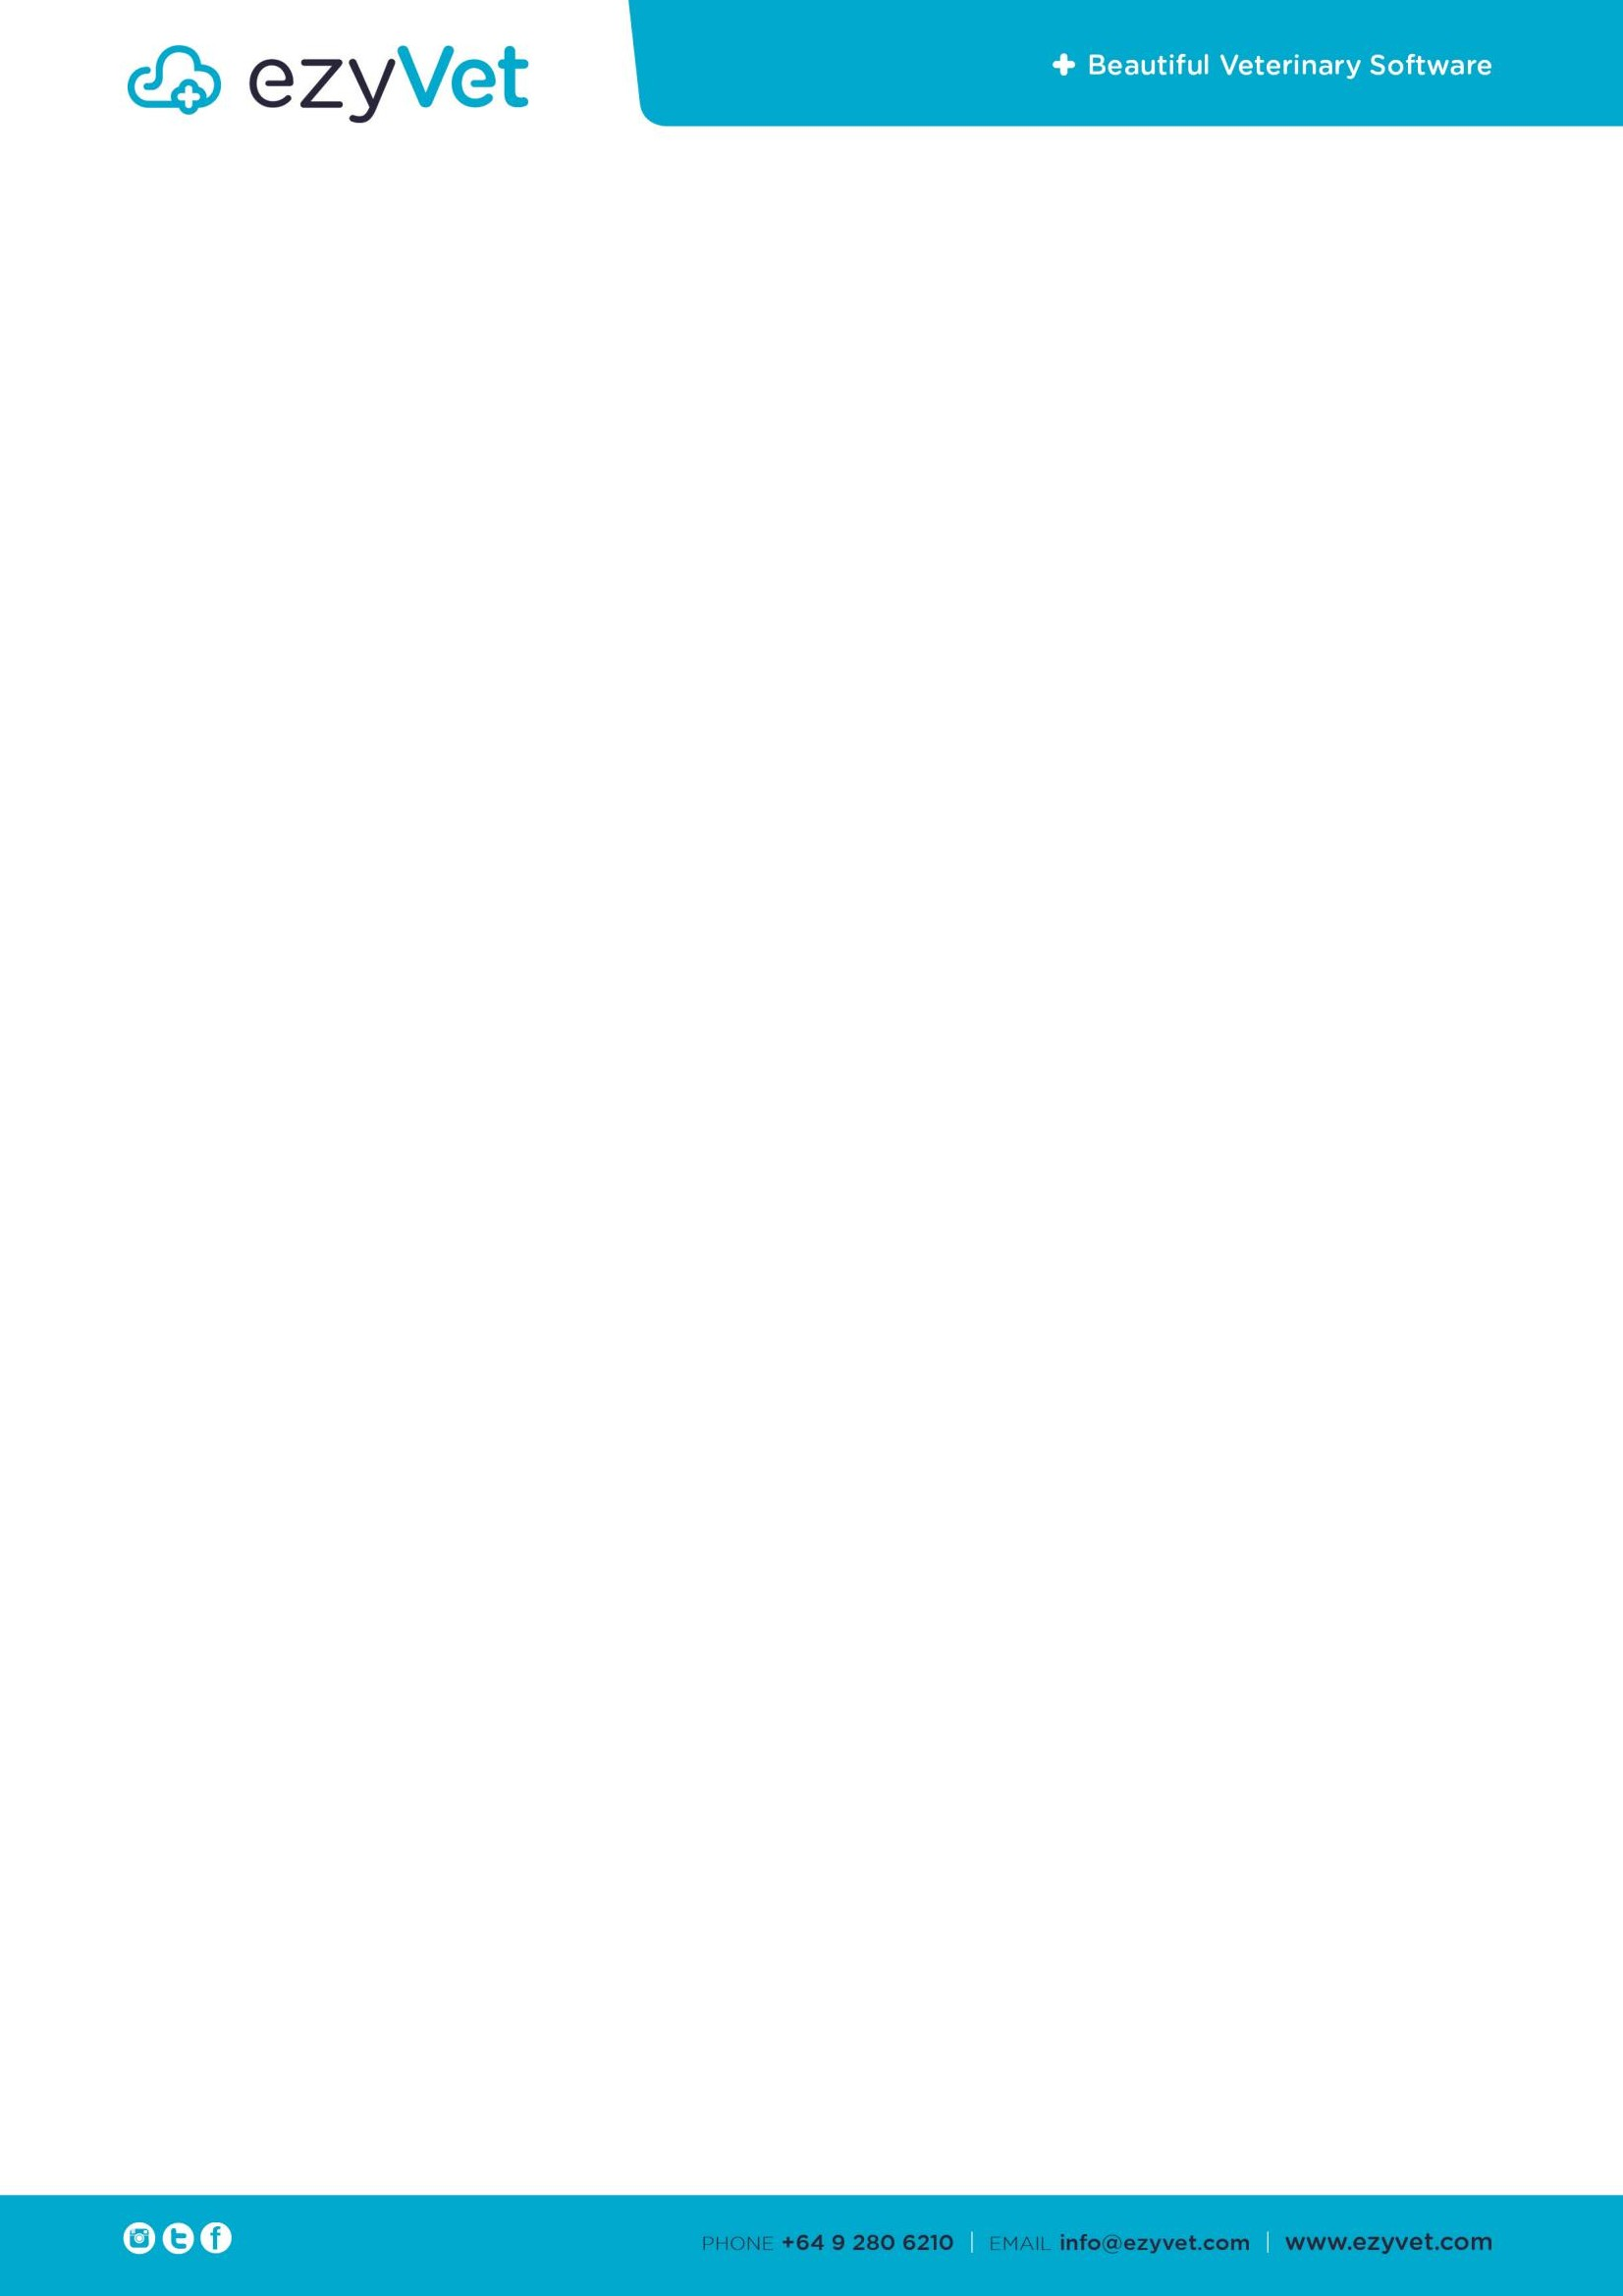 ezyVet
Beautiful Veterinary Software
PHONE +64 9 280 6210 | EMAIL info@ezyvet.com | www.ezyvet.com